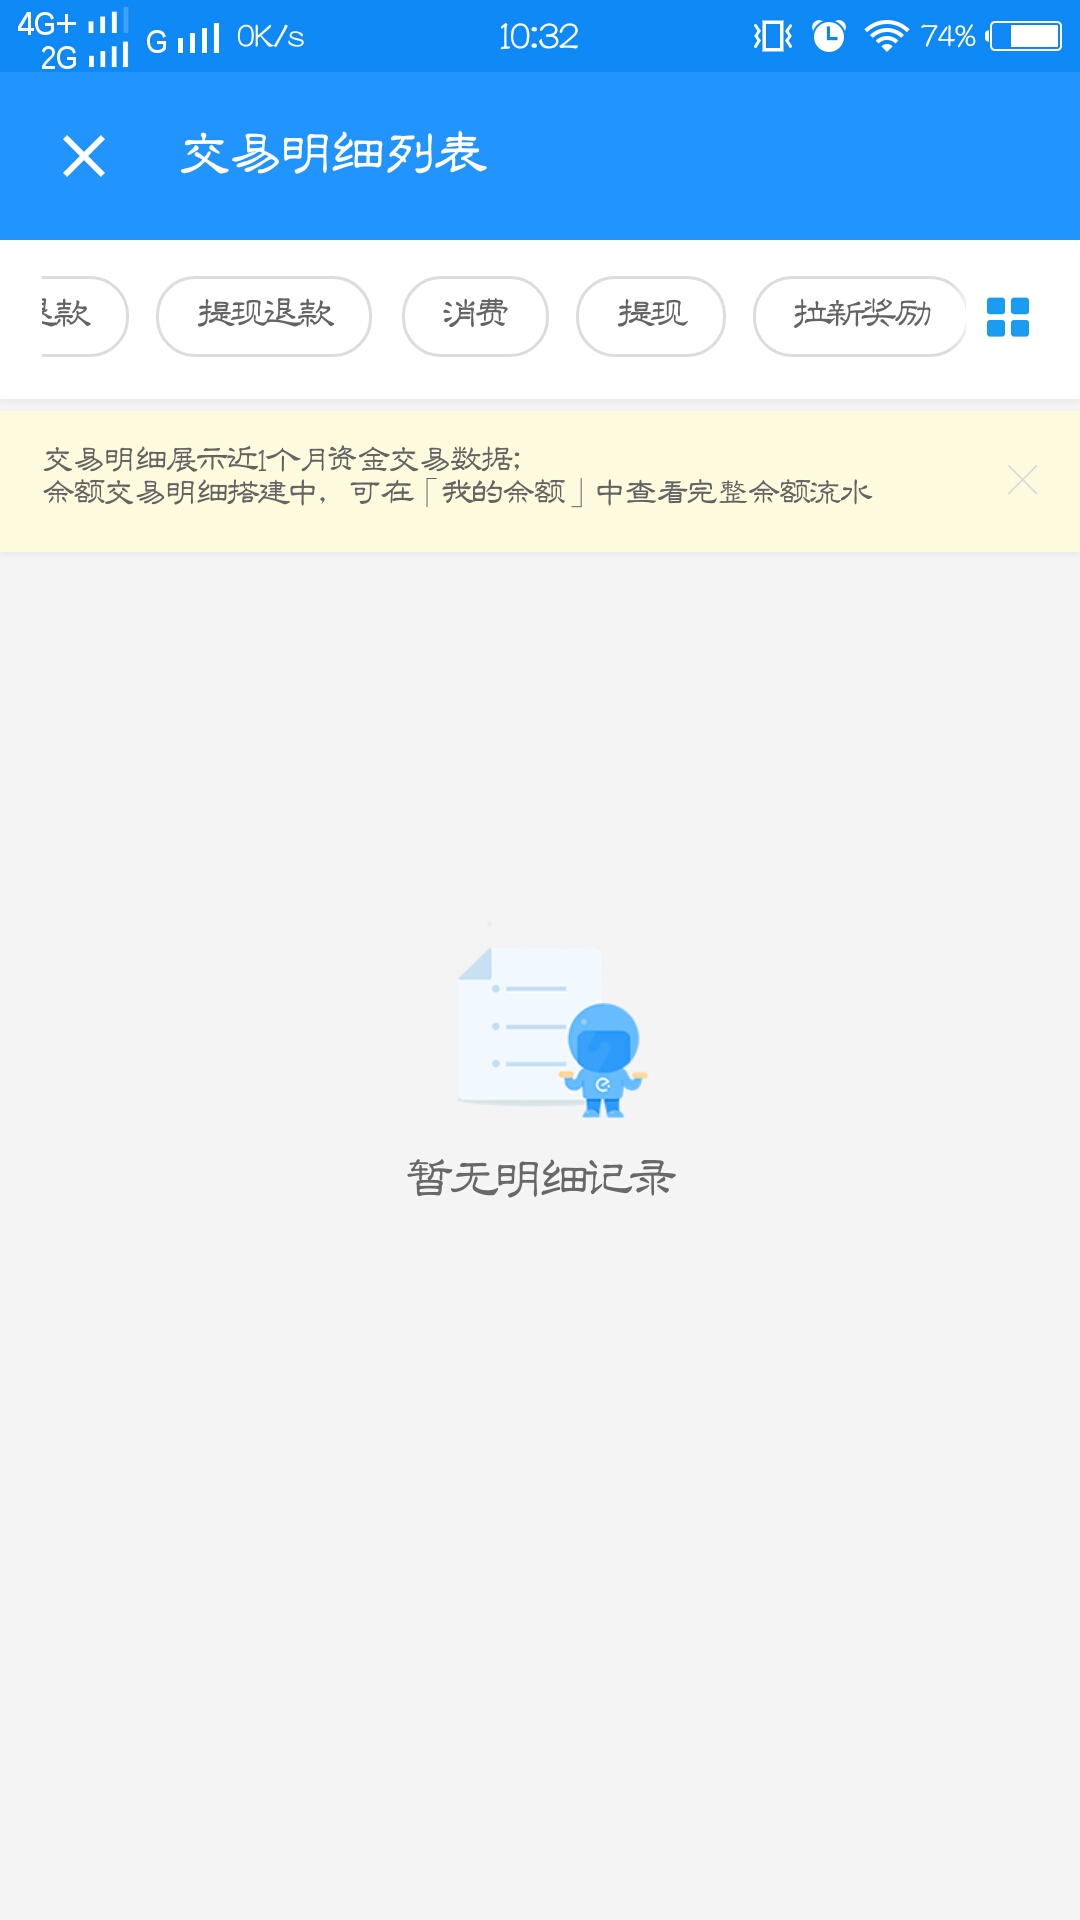 4G+
2G
G
0K/s
10:32
74%
交易明细列表
退款
提现退款
消费
提现
拉新奖励
交易明细展示近1个月资金交易数据;
余额交易明细搭建中，可在「我的余额」中查看完整余额流水
暂无明细记录